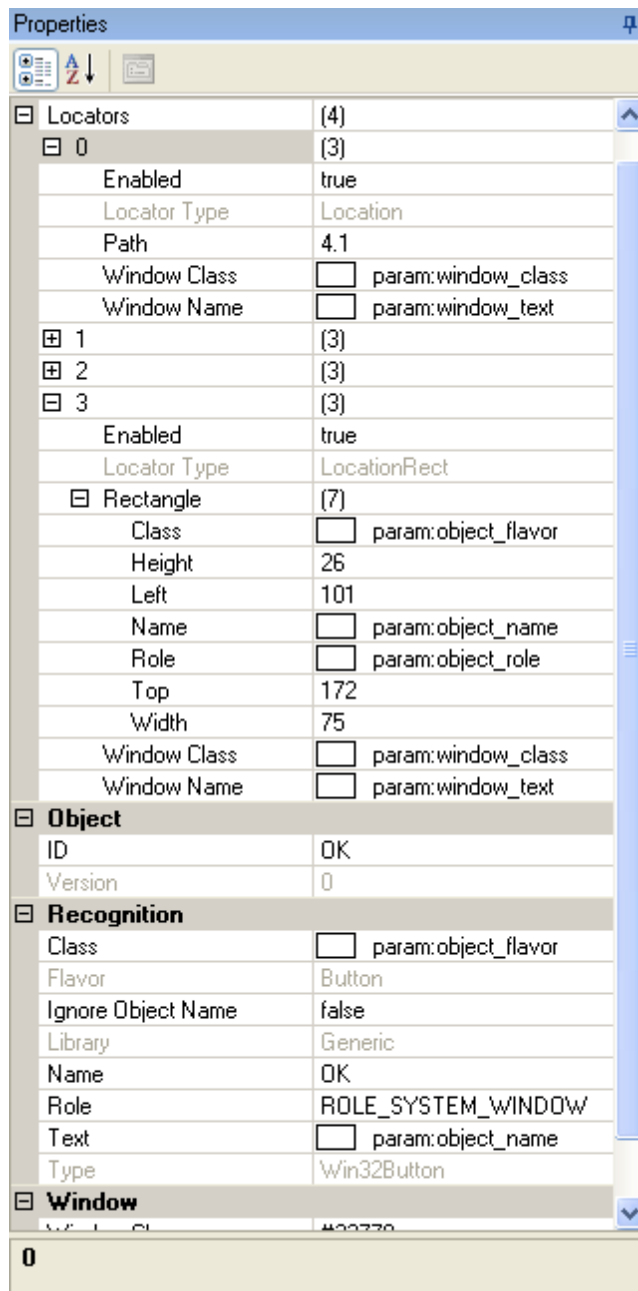 Properties
Locators (4)
0 (3)
Enabled true
Locator Type Location
Path 4.1
Window Class param:window_class
Window Name param:window_text
1 (3)
2 (3)
3 (3)
Enabled true
Locator Type LocationRect
Rectangle (7)
Class param:object_flavor
Height 26
Left 101
Name param:object_name
Role param:object_role
Top 172
Width 75
Window Class param:window_class
Window Name param:window_text
Object
ID OK
Version 0
Recognition
Class param:object_flavor
Flavor Button
Ignore Object Name false
Library Generic
Name OK
Role ROLE_SYSTEM_WINDOW
Text param:object_name
Type Win32Button
Window
0